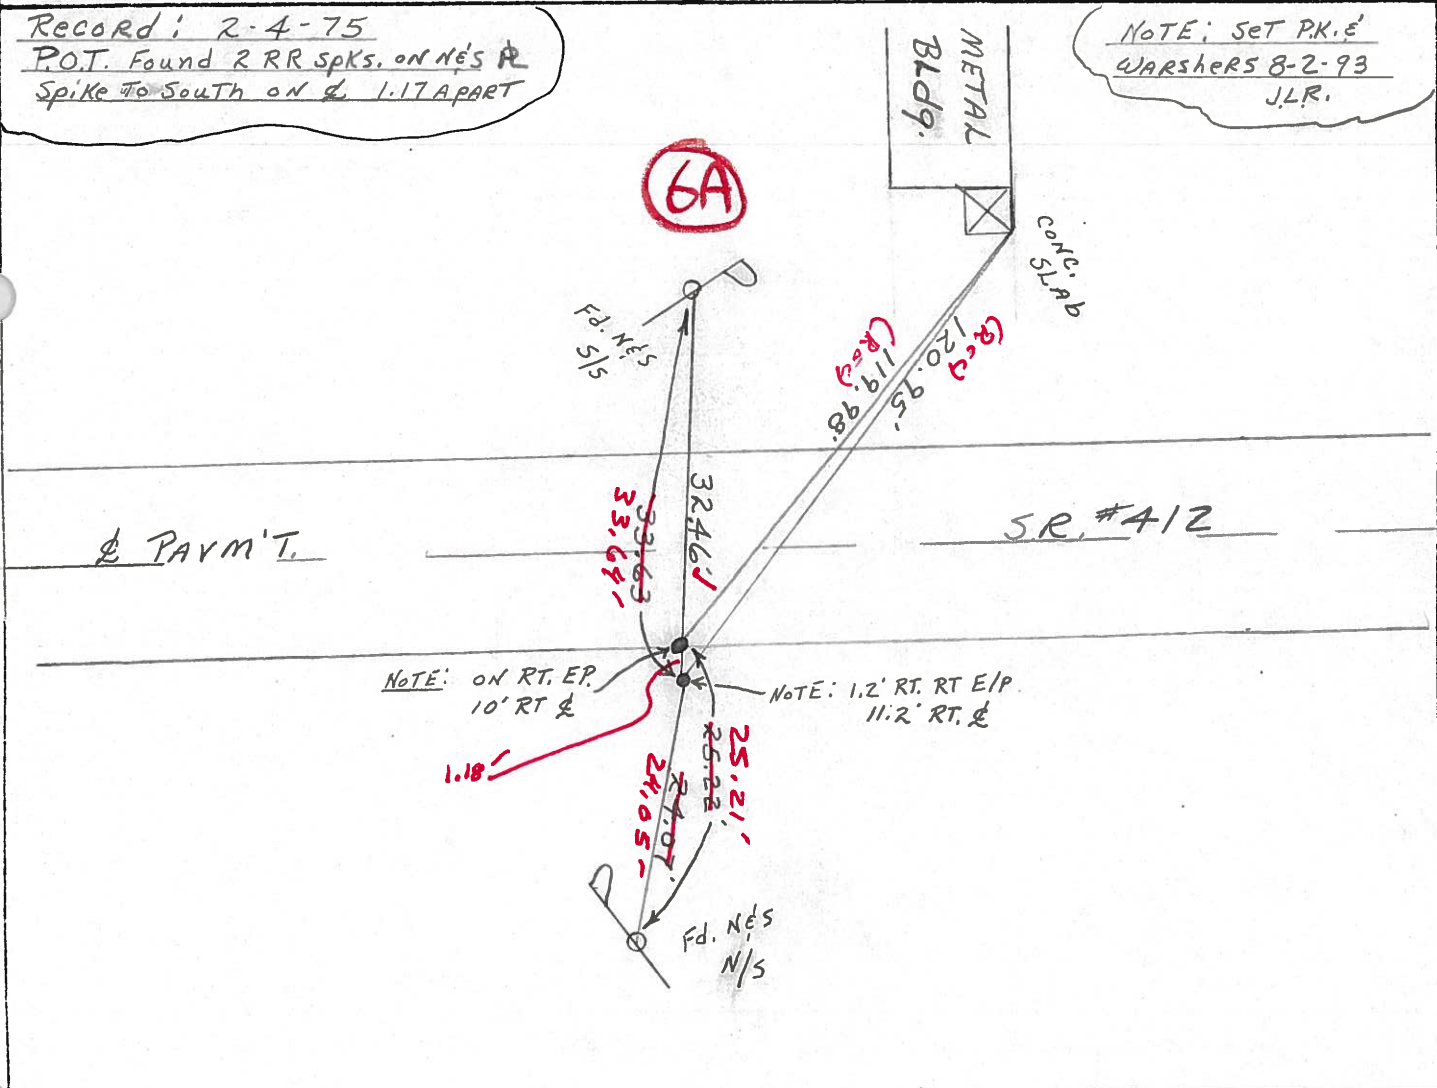 Record: 2-4-75
P.O.T. Found 2 RR Spks. ON N&S ⅊
Spike To South ON ℄ 1.17 APART
NOTE: SET P.K. &
WARSHERS 8-2-93
J.L.R.
METAL
Bldg.
6A
CONC.
SLAb
Fd. N&S
S/S
(Rec)
119.98'
120.95'
(Rec)
33.64'
33.63
32.46'
℄ PAVM'T.
S.R. #412
NOTE: ON RT. EP.
10' RT ℄
NOTE: 1.2' RT. RT E/P
11.2' RT. ℄
1.18'
24.05'
24.07'
25.22'
25.21'
Fd. N&S
N/S